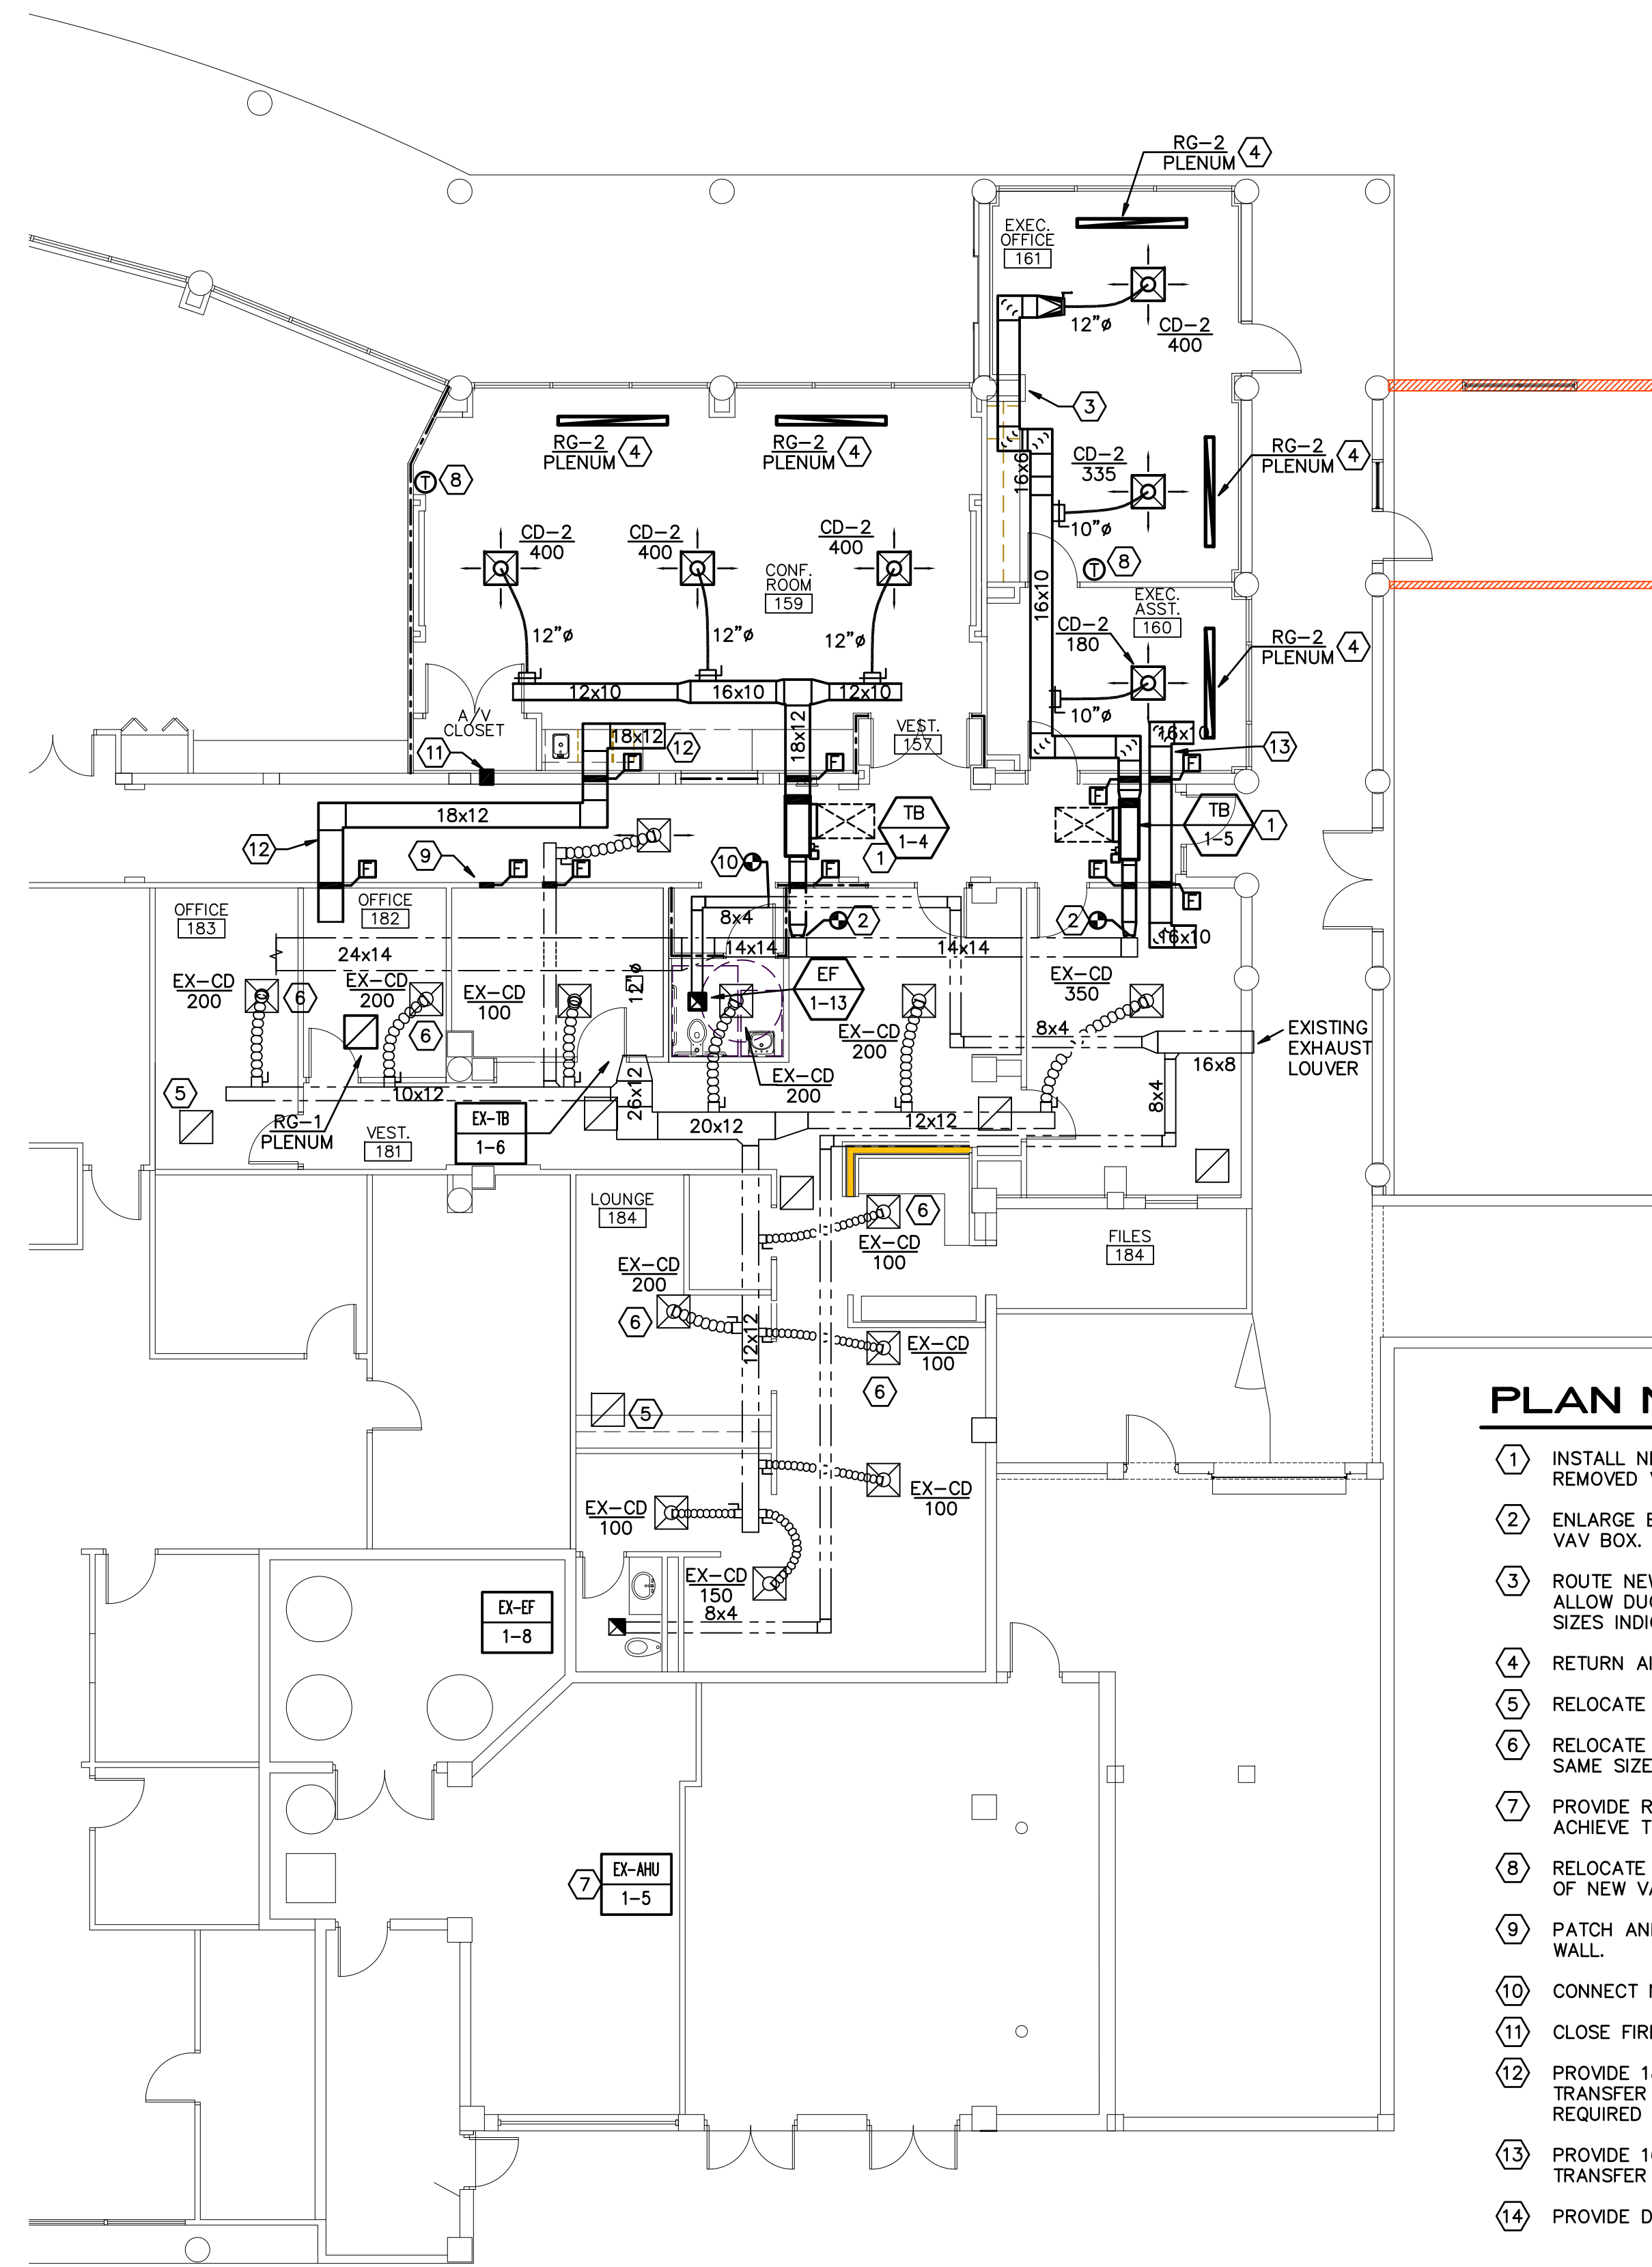 RG-2
PLENUM
4
EXEC.
OFFICE
161
12"ø
CD-2
400
3
RG-2
PLENUM
4
RG-2
PLENUM
4
RG-2
PLENUM
4
T
8
16x6
CD-2
335
10"ø
T
8
CD-2
400
CD-2
400
CD-2
400
CONF.
ROOM
159
12"ø
12"ø
12"ø
16x10
EXEC.
ASST.
160
CD-2
180
RG-2
PLENUM
4
10"ø
12x10
16x10
12x10
A/V
CLOSET
18x12
VEST.
157
11
18x12
12
F
F
16x10
13
F
F
18x12
12
9
TB
1-4
1
TB
1-5
1
F
F
F
10
F
F
F
OFFICE
183
OFFICE
182
8x4
2
2
24x14
14x14
14x14
16x10
EX-CD
200
6
EX-CD
200
6
EX-CD
100
12"ø
EF
1-13
EX-CD
350
EX-CD
200
8x4
EXISTING
EXHAUST
LOUVER
16x8
5
10x12
EX-CD
200
26x12
8x4
RG-1
PLENUM
VEST.
181
EX-TB
1-6
20x12
12x12
LOUNGE
184
6
EX-CD
100
FILES
184
EX-CD
200
6
12x12
EX-CD
100
6
5
EX-CD
100
EX-CD
100
EX-CD
150
8x4
EX-EF
1-8
7
EX-AHU
1-5
PLAN
1 INSTALL
REMOVED
2 ENLARGE
VAV BOX.
3 ROUTE
ALLOW
SIZES
4 RETURN
5 RELOCATE
6 RELOCATE
SAME SIZE
7 PROVIDE
ACHIEVE
8 RELOCATE
OF NEW
9 PATCH
WALL.
10 CONNECT
11 CLOSE
12 PROVIDE
TRANSFER
REQUIRED
13 PROVIDE
TRANSFER
14 PROVIDE